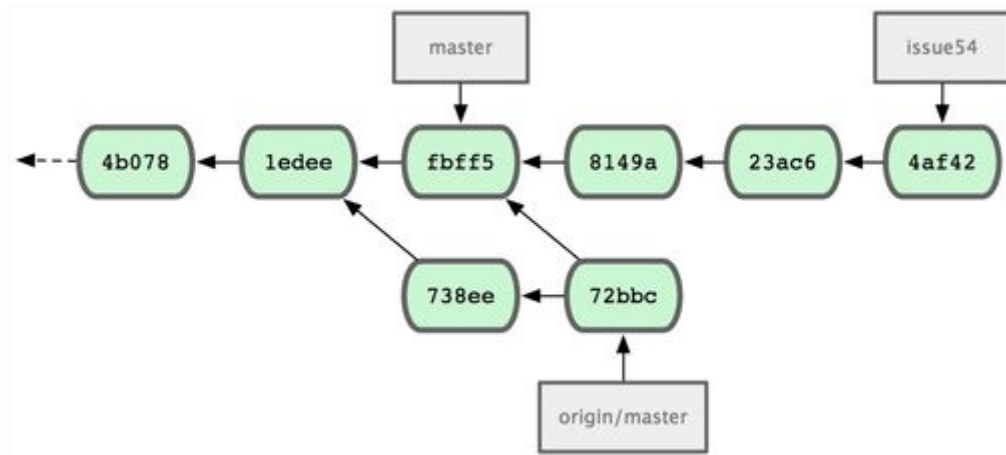 master
issue54
4b078
1edee
fbff5
8149a
23ac6
4af42
738ee
72bbc
origin/master